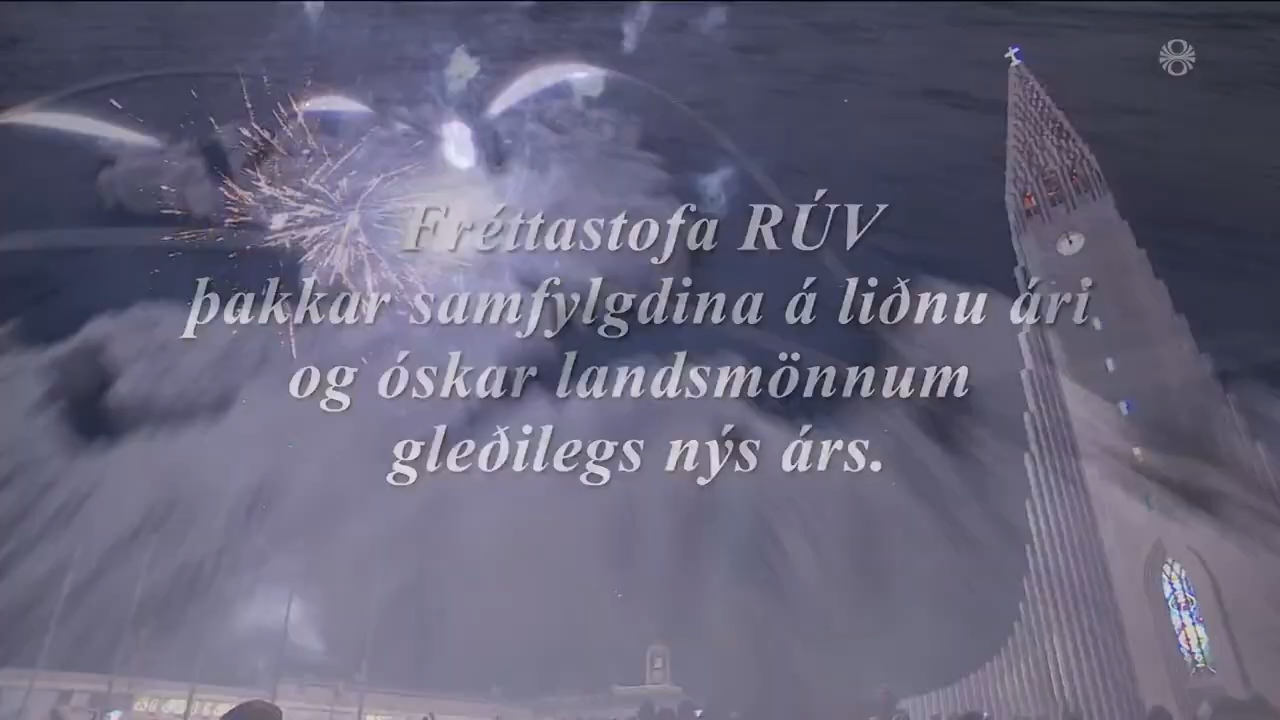 Fréttastofa RÚV
þakkar samfylgdina á liðnu ári
og óskar landsmönnum
gleðilegs nýs árs.